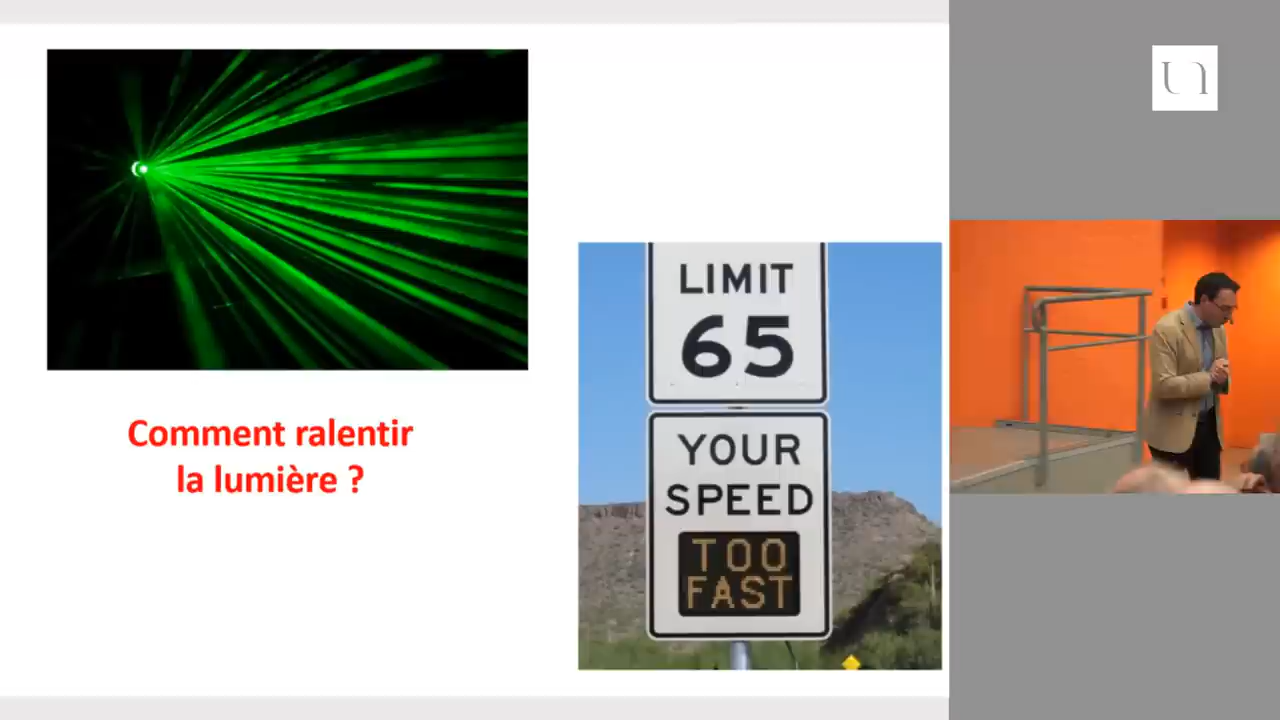 Comment ralentir
la lumière ?
LIMIT
65
YOUR
SPEED
TOO
FAST